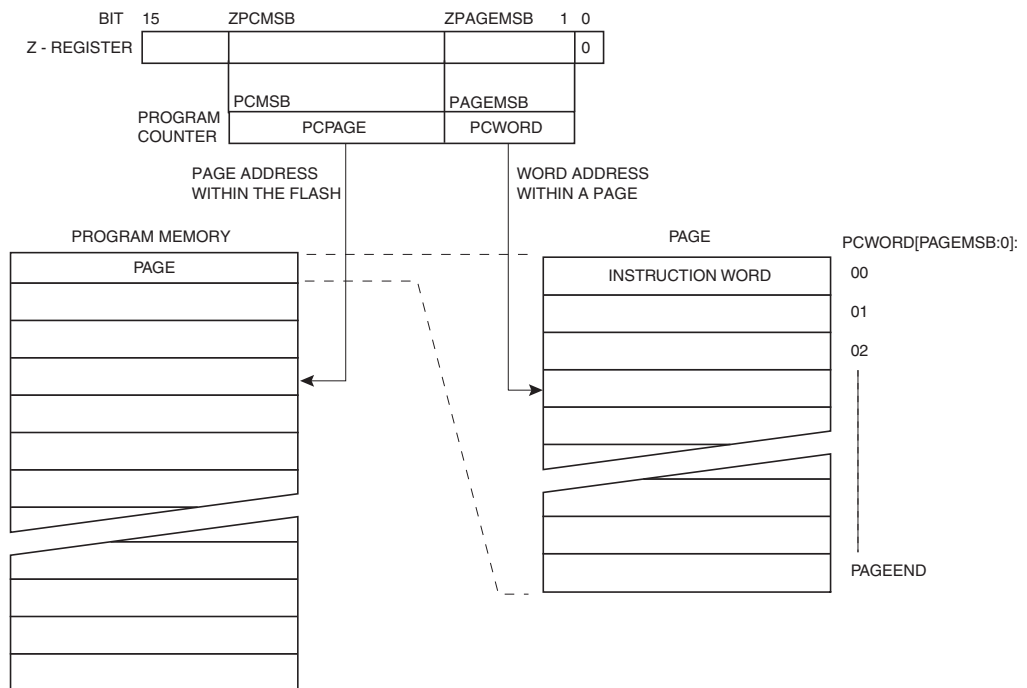 BIT 15 ZPCMSB ZPAGEMSB 1 0
Z - REGISTER 0
PCMSB PAGEMSB
PROGRAM
COUNTER
PCPAGE PCWORD
PAGE ADDRESS
WITHIN THE FLASH
WORD ADDRESS
WITHIN A PAGE
PROGRAM MEMORY
PAGE
PAGE
PCWORD[PAGEMSB:0]:
INSTRUCTION WORD
00
01
02
PAGEEND